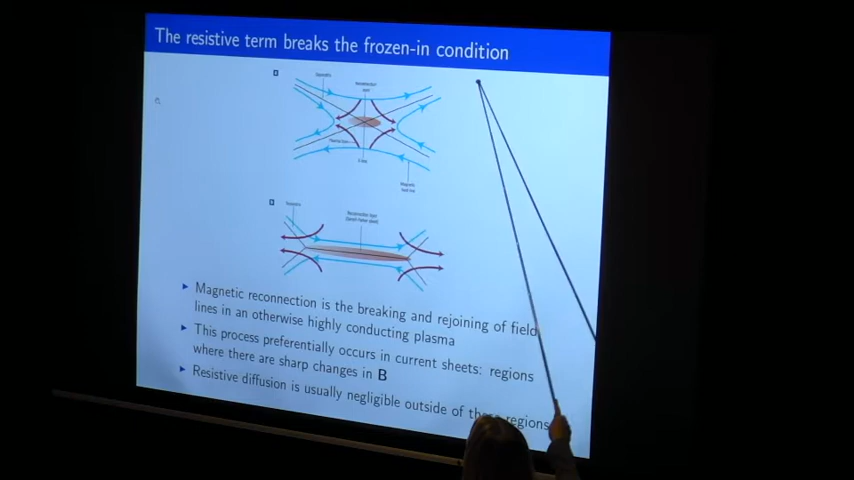 The resistive term breaks the frozen-in condition
Magnetic reconnection is the breaking and rejoining of field
lines in an otherwise highly conducting plasma
This process preferentially occurs in current sheets: regions
where there are sharp changes in B
Resistive diffusion is usually negligible outside of these regions